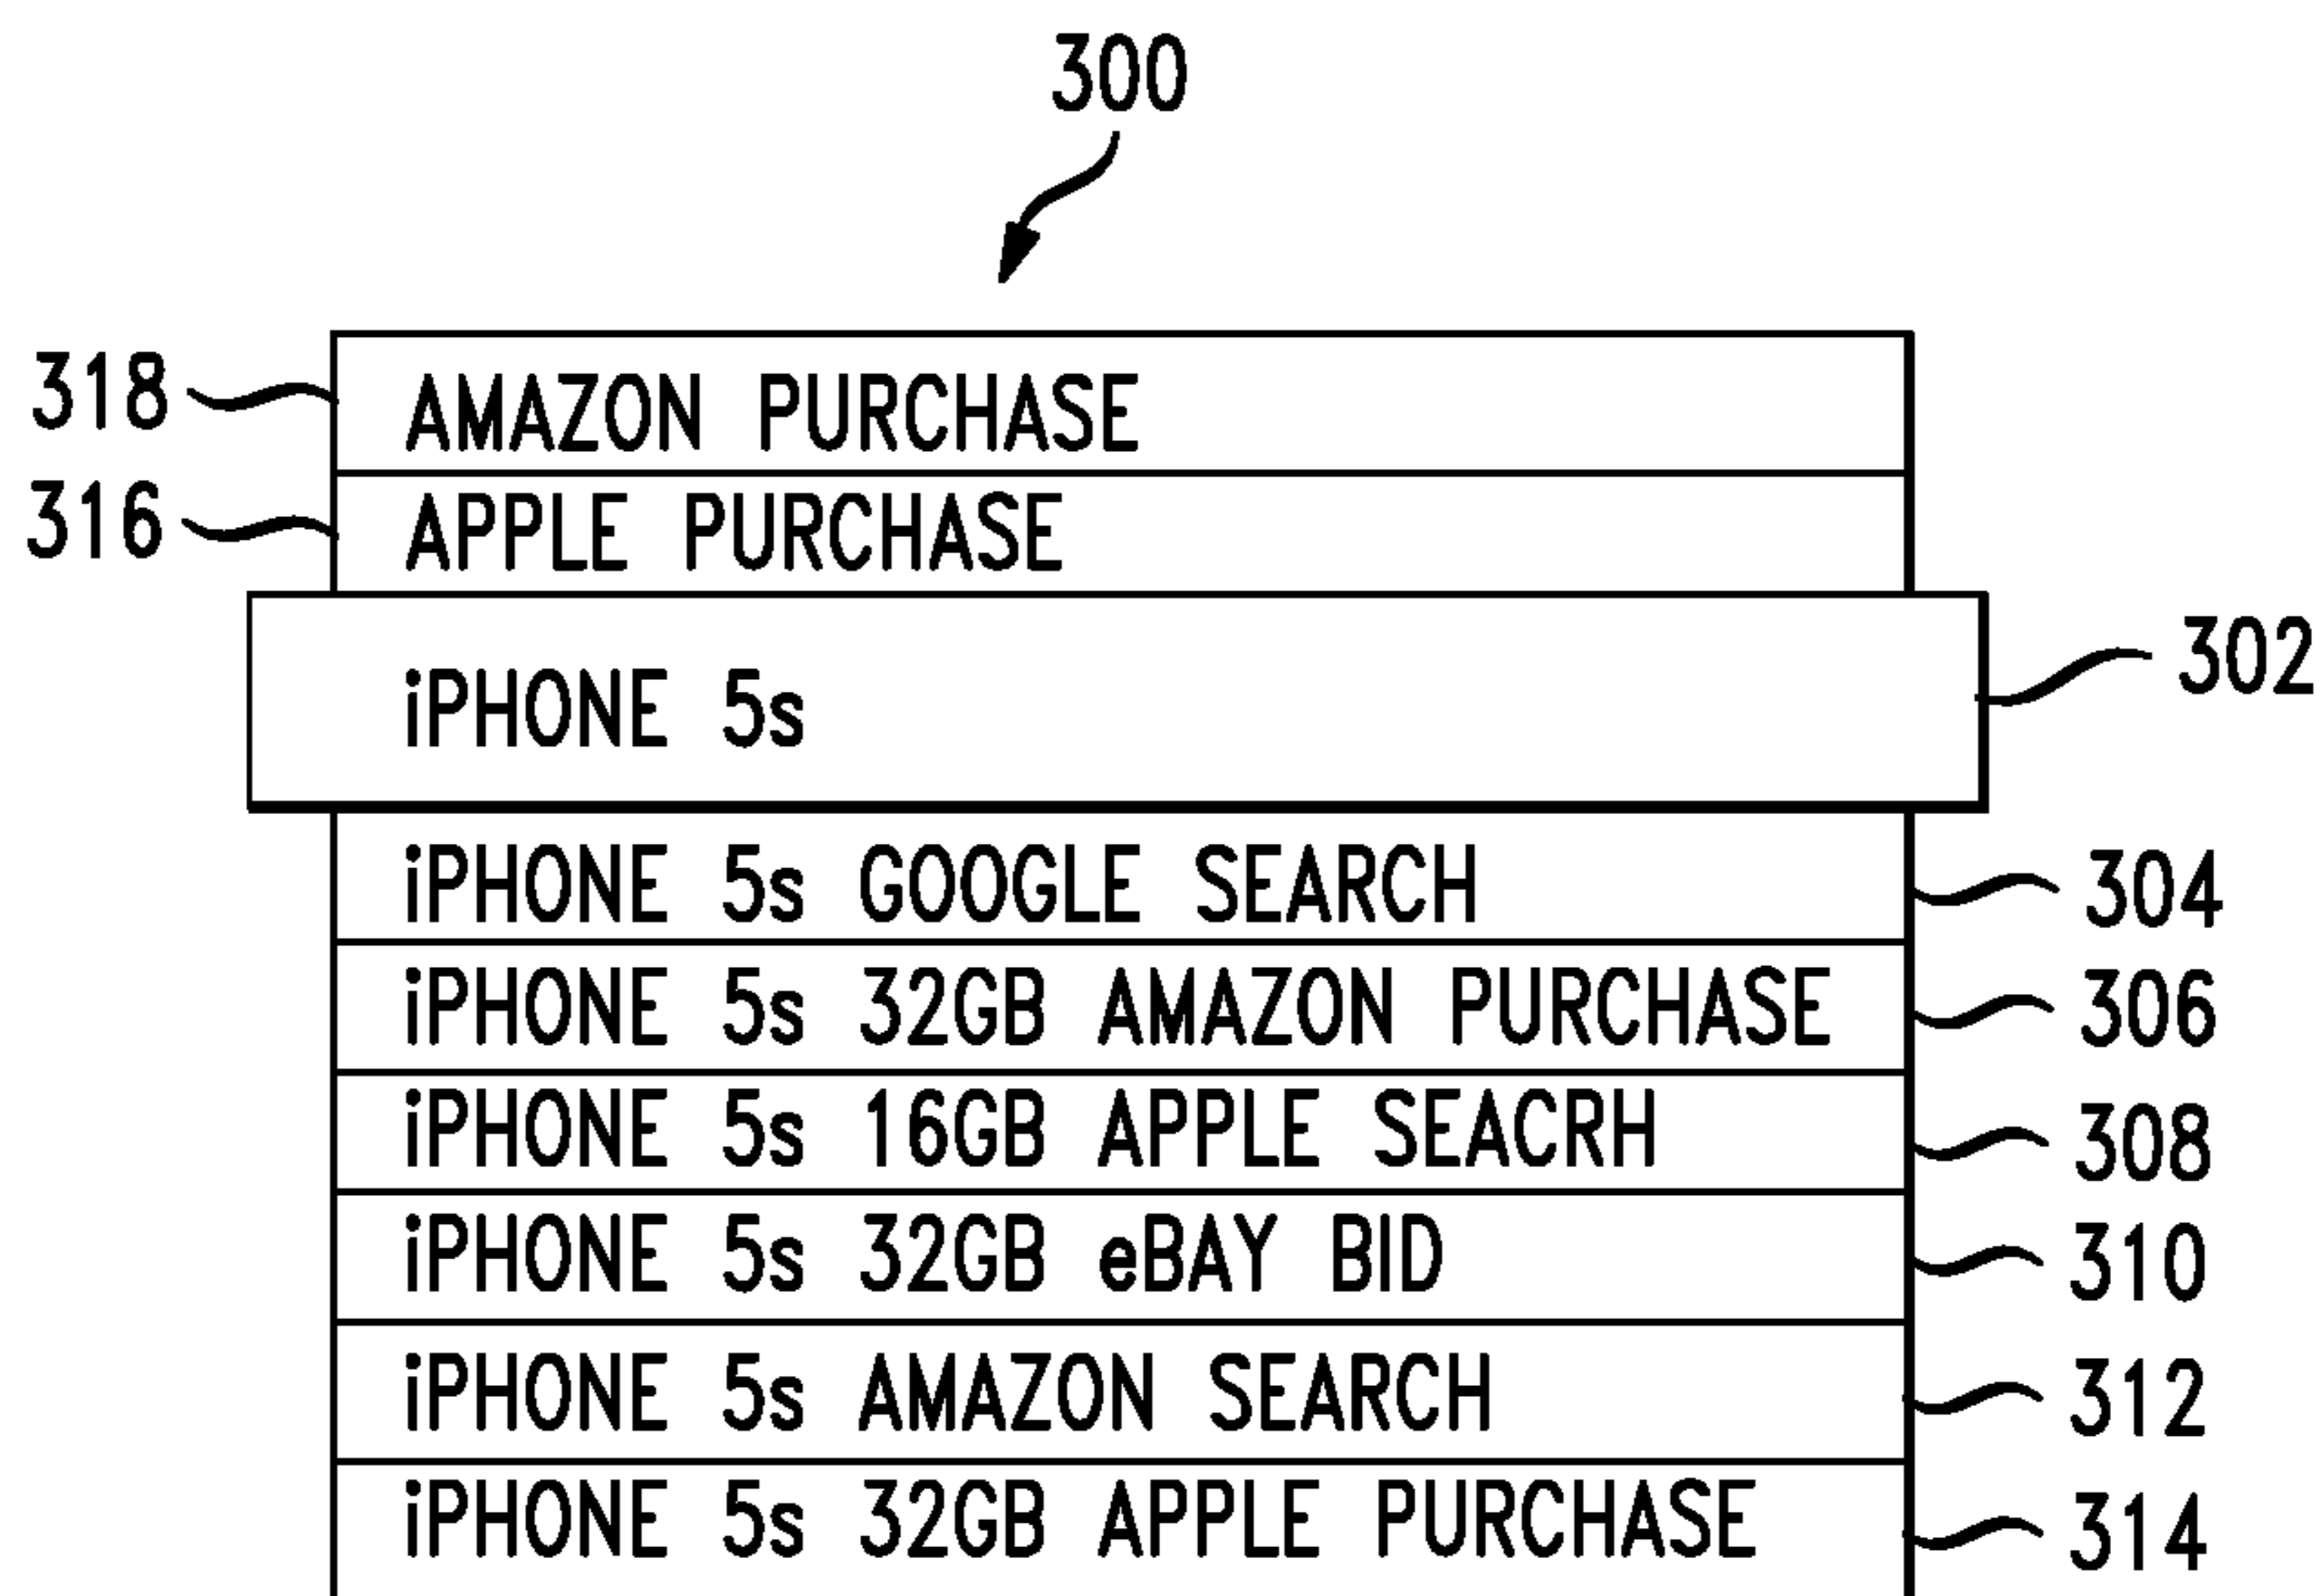 300
318 AMAZON PURCHASE
316 APPLE PURCHASE
iPHONE 5s 302
iPHONE 5s GOOGLE SEARCH 304
iPHONE 5s 32GB AMAZON PURCHASE 306
iPHONE 5s 16GB APPLE SEACRH 308
iPHONE 5s 32GB eBAY BID 310
iPHONE 5s AMAZON SEARCH 312
iPHONE 5s 32GB APPLE PURCHASE 314